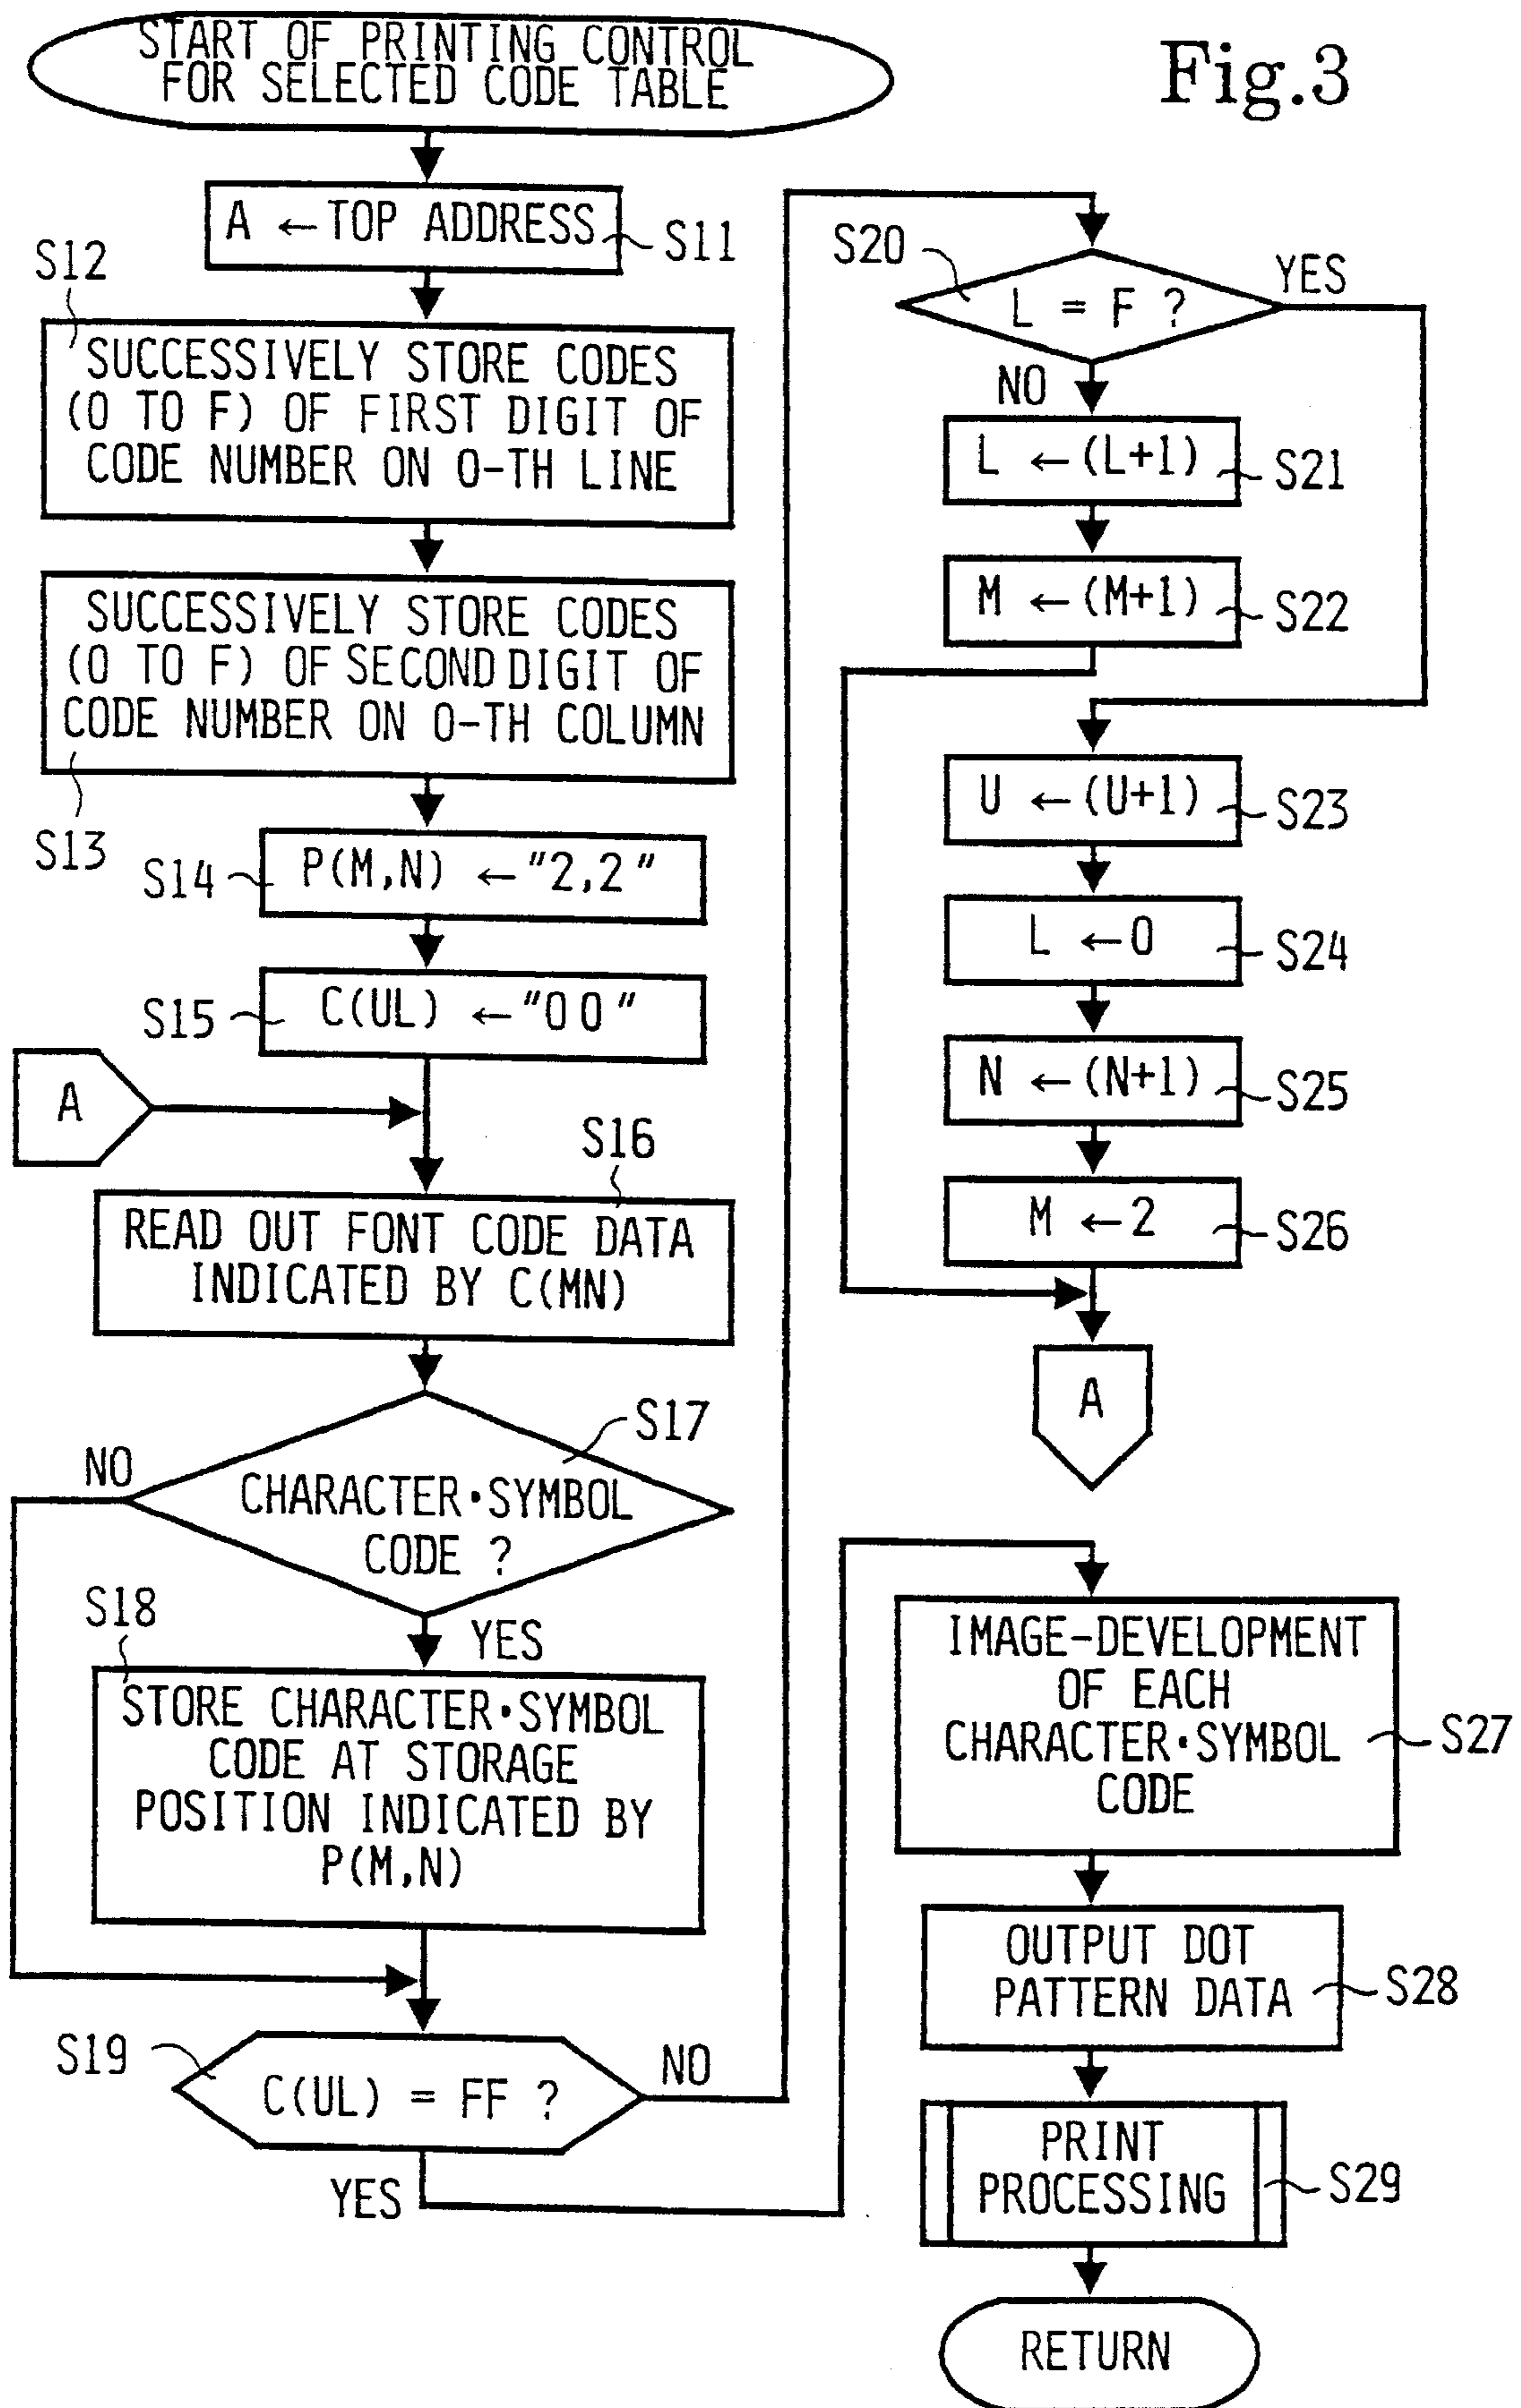 Fig.3
START OF PRINTING CONTROL
FOR SELECTED CODE TABLE
A ← TOP ADDRESS
S11
S12
SUCCESSIVELY STORE CODES
(0 TO F) OF FIRST DIGIT OF
CODE NUMBER ON 0-TH LINE
SUCCESSIVELY STORE CODES
(0 TO F) OF SECOND DIGIT OF
CODE NUMBER ON 0-TH COLUMN
S13
S14
P(M,N) ← "2,2"
S15
C(UL) ← "00"
A
S16
READ OUT FONT CODE DATA
INDICATED BY C(MN)
S17
NO
CHARACTER·SYMBOL
CODE ?
YES
S18
STORE CHARACTER·SYMBOL
CODE AT STORAGE
POSITION INDICATED BY
P(M,N)
S19
C(UL) = FF ?
NO
YES
S20
L = F ?
YES
NO
L ← (L+1)
S21
M ← (M+1)
S22
U ← (U+1)
S23
L ← 0
S24
N ← (N+1)
S25
M ← 2
S26
A
IMAGE-DEVELOPMENT
OF EACH
CHARACTER·SYMBOL
CODE
S27
OUTPUT DOT
PATTERN DATA
S28
PRINT
PROCESSING
S29
RETURN